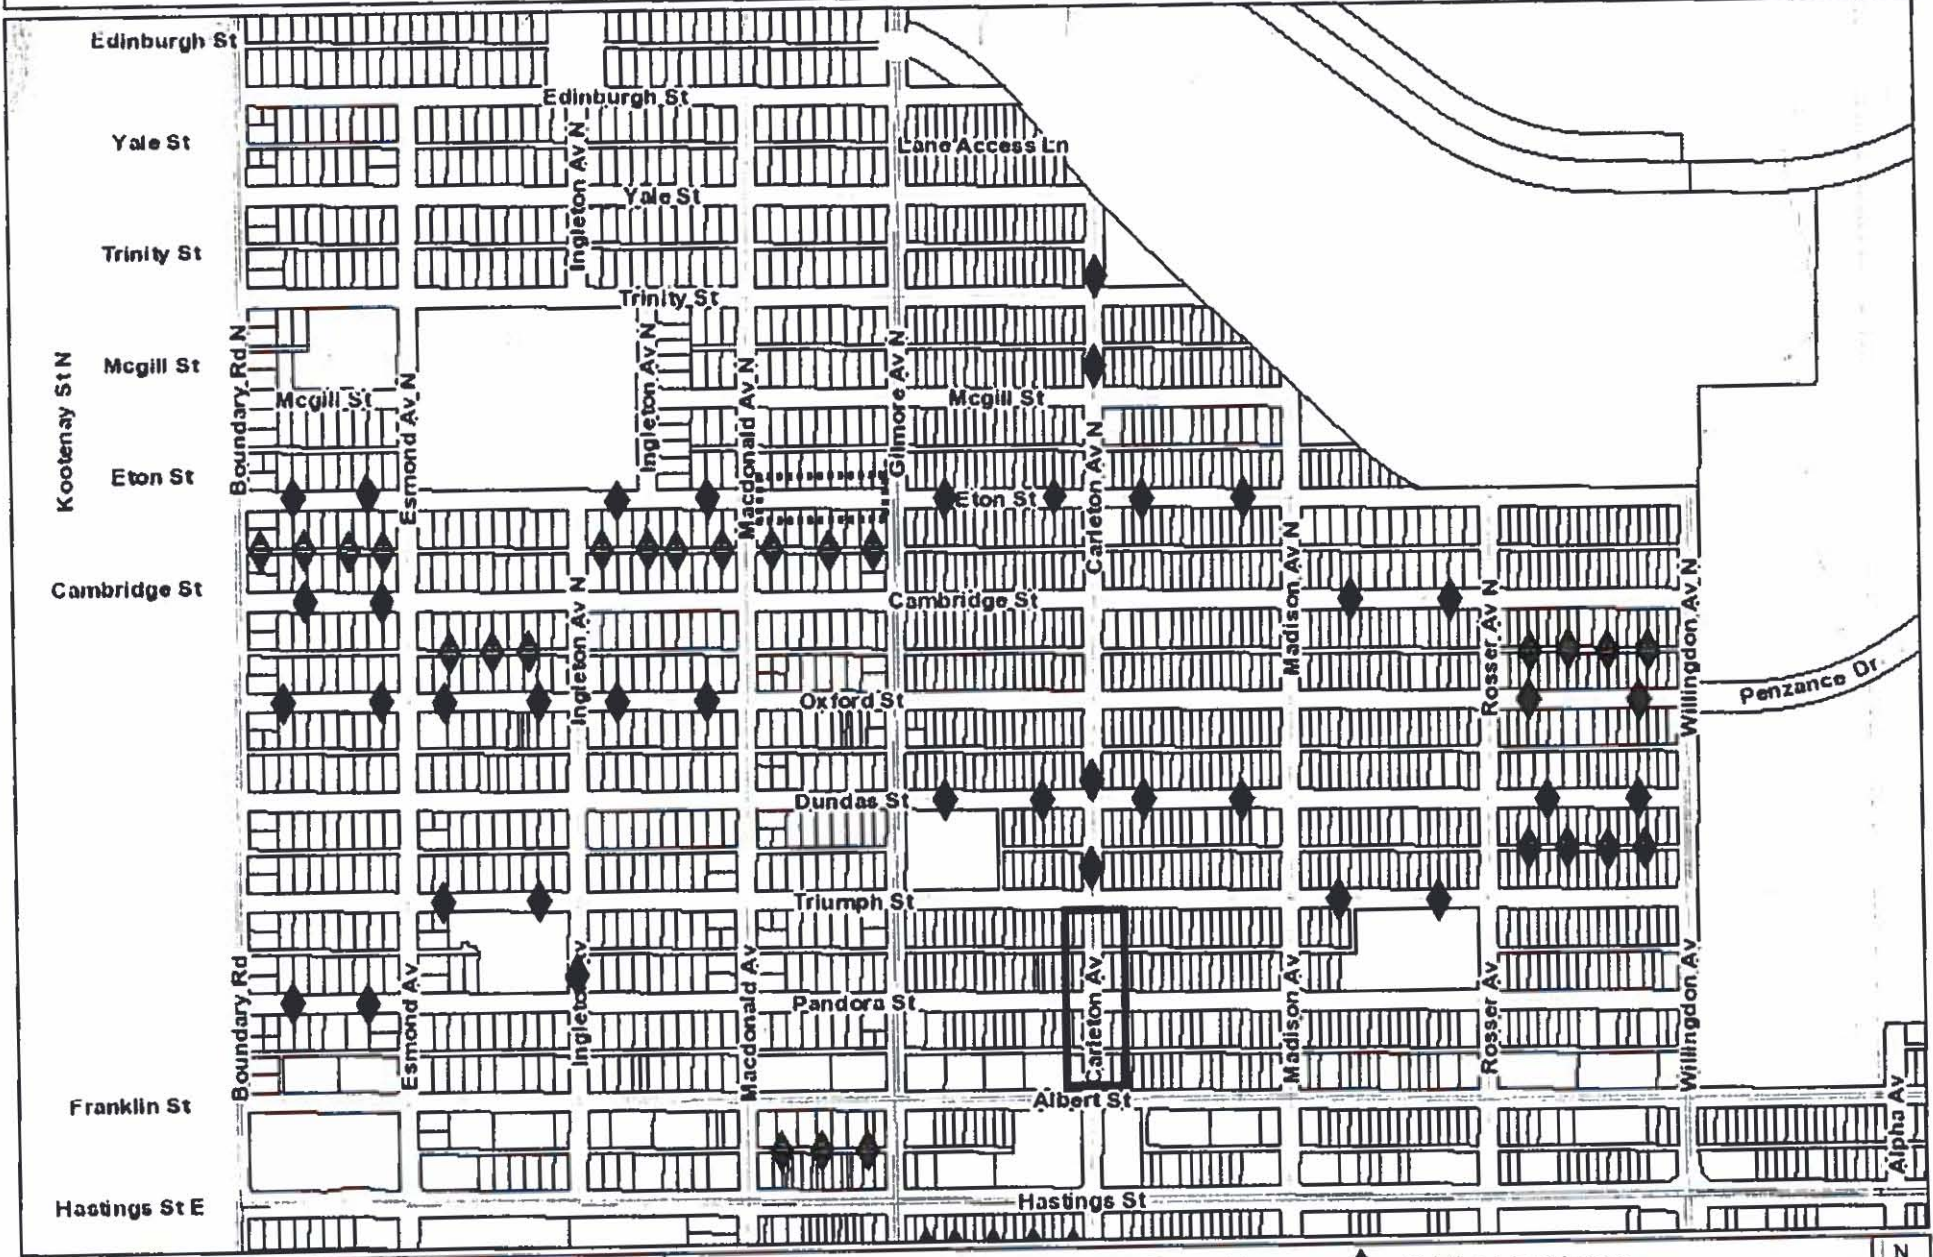 Edinburgh St
Edinburgh St
Yale St
Lane Access Ln
Ingleton Av N
Yale St
Trinity St
Trinity St
Mcgill St
Kootenay St N
Boundary Rd N
Mcgill St
Esmond Av N
Ingleton Av N
Macdonald Av N
Gilmore Av N
Mcgill St
Carleton Av N
Eton St
Eton St
Cambridge St
Cambridge St
Ingleton Av N
Madison Av N
Rosser Av N
Willingdon Av N
Penzance Dr
Oxford St
Dundas St
Triumph St
Boundary Rd
Esmond Av
Ingleton Av
Macdonald Av
Pandora St
Carleton Av
Madison Av
Rosser Av
Willingdon Av
Franklin St
Albert St
Alpha Av
Hastings St E
Hastings St
N